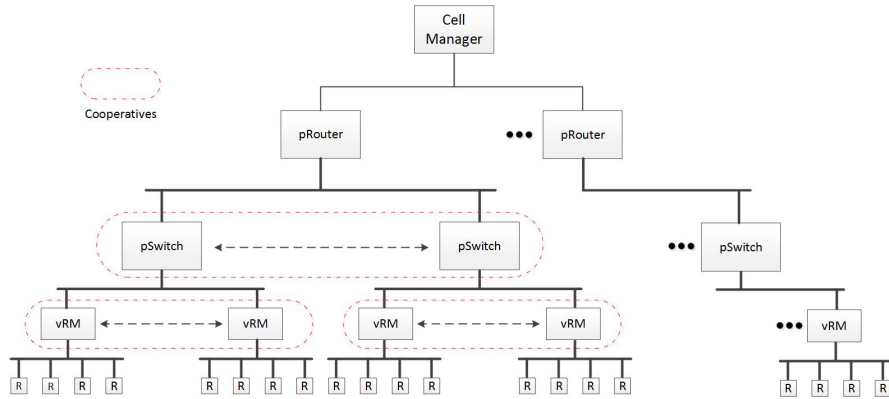 Cell
Manager
Cooperatives
pRouter
pRouter
pSwitch
pSwitch
pSwitch
vRM
vRM
vRM
vRM
vRM
R R R R R R R R R R R R R R R R R R R R